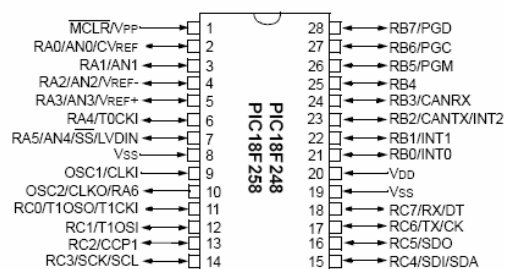 MCLR/VPP 1 28 RB7/PGD
RA0/AN0/CVREF 2 27 RB6/PGC
RA1/AN1 3 26 RB5/PGM
RA2/AN2/VREF- 4 25 RB4
RA3/AN3/VREF+ 5 24 RB3/CANRX
RA4/T0CKI 6 23 RB2/CANTX/INT2
RA5/AN4/SS/LVDIN 7 22 RB1/INT1
VSS 8 21 RB0/INT0
OSC1/CLKI 9 20 VDD
OSC2/CLKO/RA6 10 19 VSS
RC0/T1OSO/T1CKI 11 18 RC7/RX/DT
RC1/T1OSI 12 17 RC6/TX/CK
RC2/CCP1 13 16 RC5/SDO
RC3/SCK/SCL 14 15 RC4/SDI/SDA
PIC18F248
PIC18F258